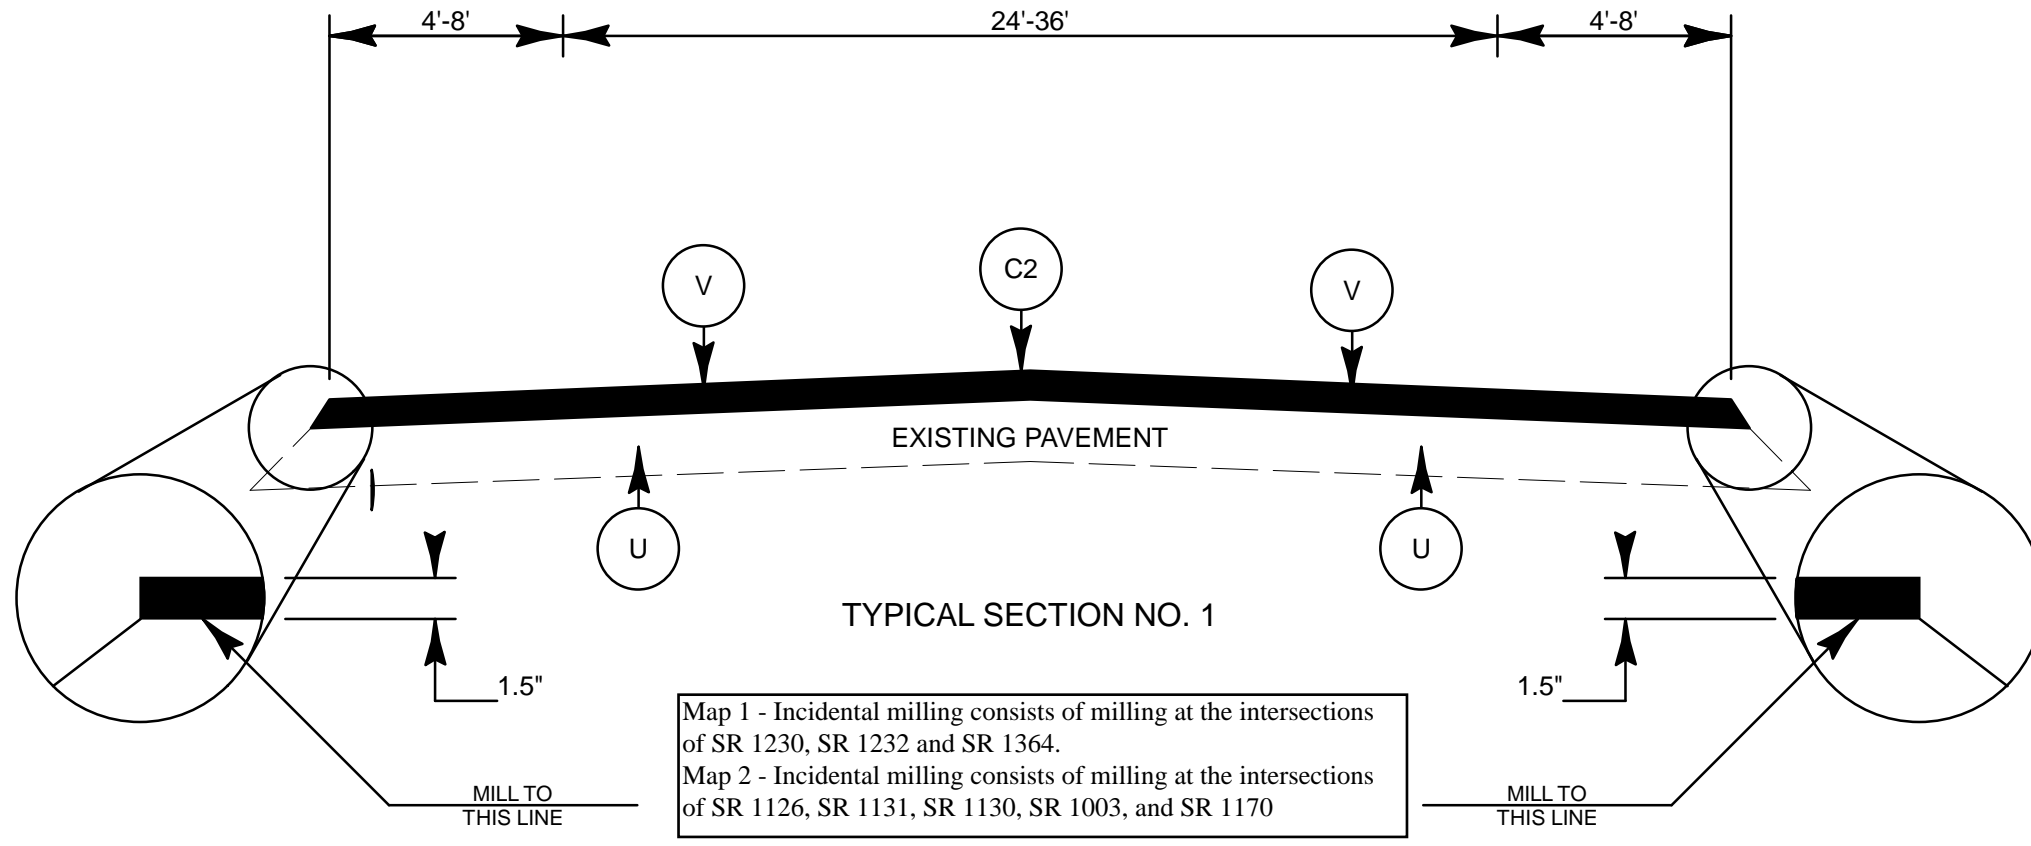 4'-8'
24'-36'
4'-8'
V
C2
V
EXISTING PAVEMENT
U
U
TYPICAL SECTION NO. 1
1.5"
1.5"
Map 1 - Incidental milling consists of milling at the intersections
of SR 1230, SR 1232 and SR 1364.
Map 2 - Incidental milling consists of milling at the intersections
of SR 1126, SR 1131, SR 1130, SR 1003, and SR 1170
MILL TO
THIS LINE
MILL TO
THIS LINE